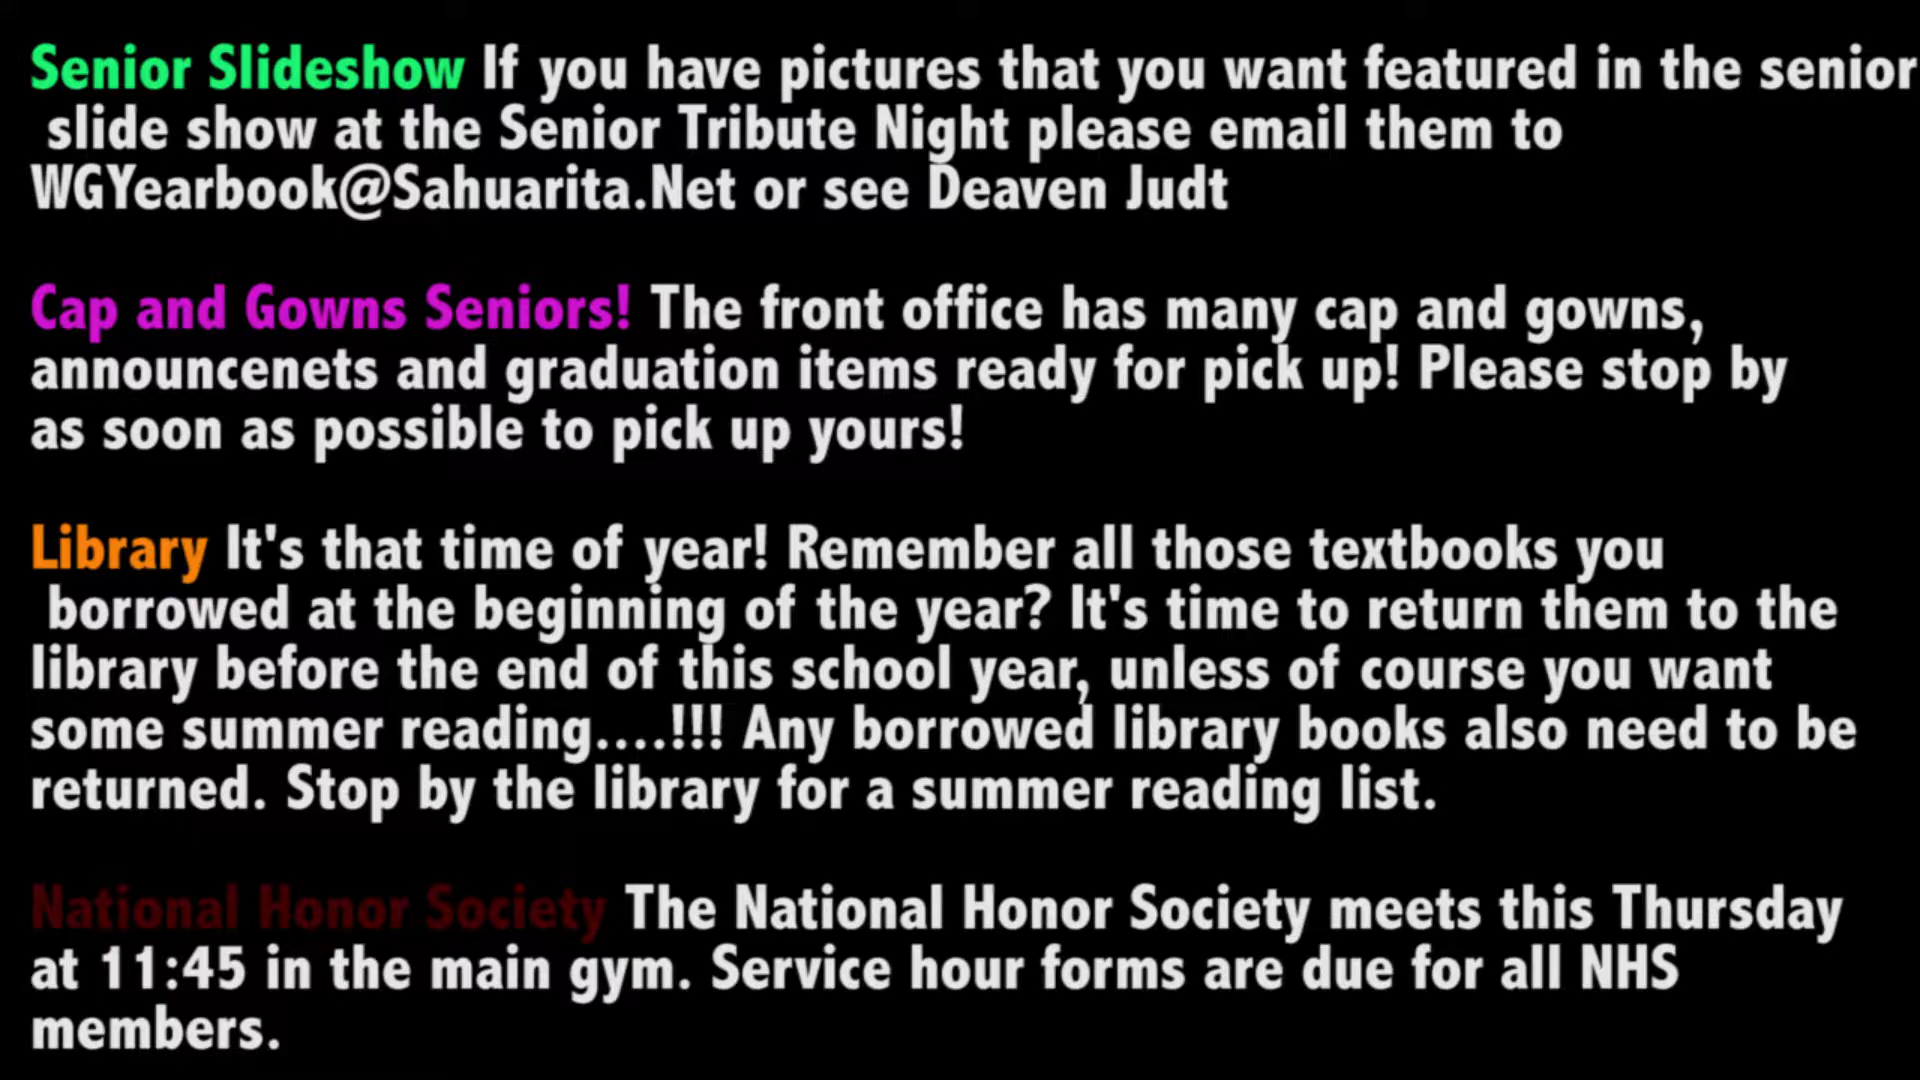 Senior Slideshow If you have pictures that you want featured in the senior
slide show at the Senior Tribute Night please email them to
WGYearbook@Sahuarita.Net or see Deaven Judt
Cap and Gowns Seniors! The front office has many cap and gowns,
announcenets and graduation items ready for pick up! Please stop by
as soon as possible to pick up yours!
Library It's that time of year! Remember all those textbooks you
borrowed at the beginning of the year? It's time to return them to the
library before the end of this school year, unless of course you want
some summer reading....!!! Any borrowed library books also need to be
returned. Stop by the library for a summer reading list.
National Honor Society The National Honor Society meets this Thursday
at 11:45 in the main gym. Service hour forms are due for all NHS
members.